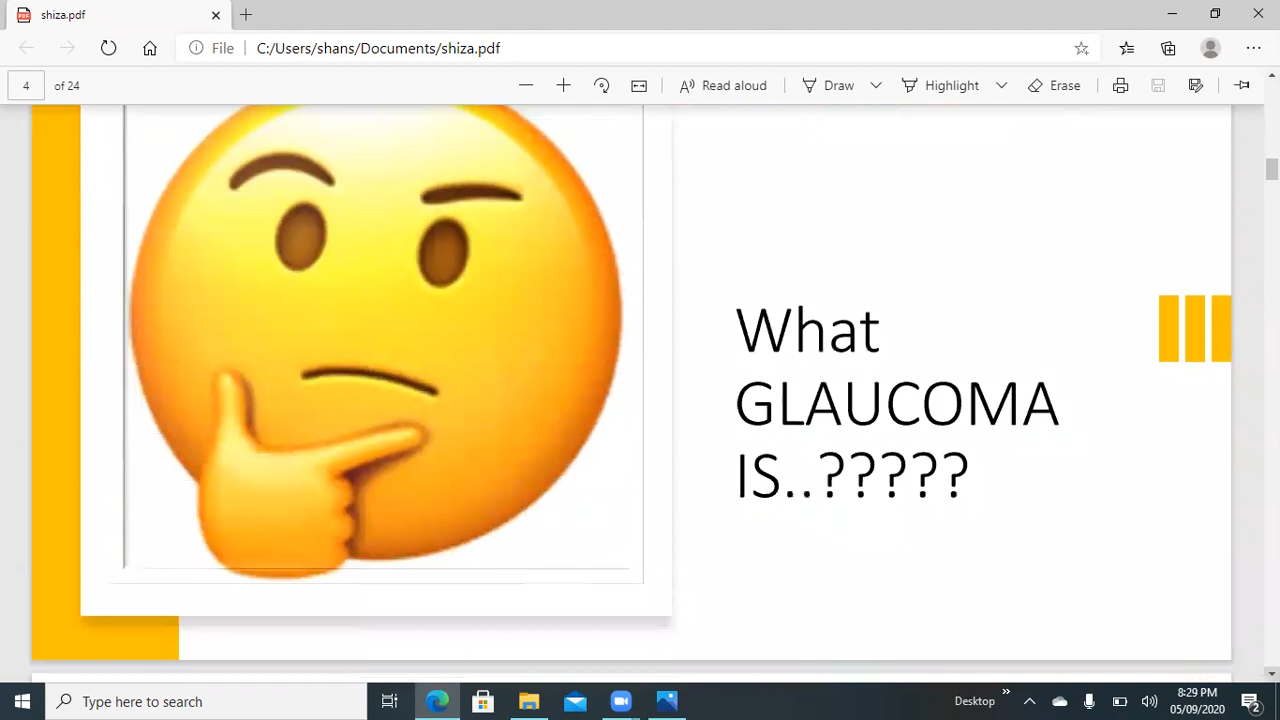 shiza.pdf
File C:/Users/shans/Documents/shiza.pdf
4 of 24 Read aloud Draw Highlight Erase
What
GLAUCOMA
IS..?????
Type here to search
Desktop
8:29 PM
05/09/2020
2